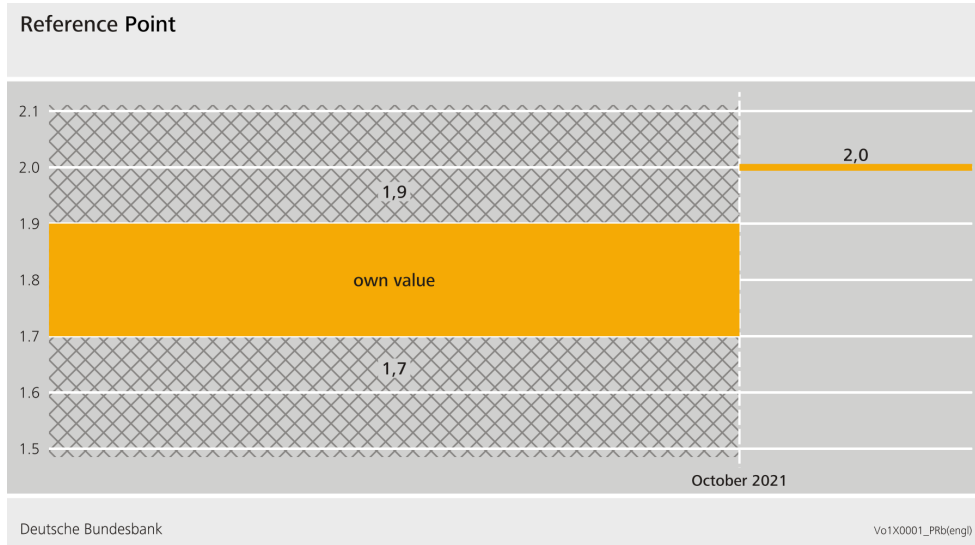 Reference Point
2.1
2.0
2,0
1,9
1.9
1.8
own value
1.7
1,7
1.6
1.5
October 2021
Deutsche Bundesbank
Vo1X0001_PRb(engl)